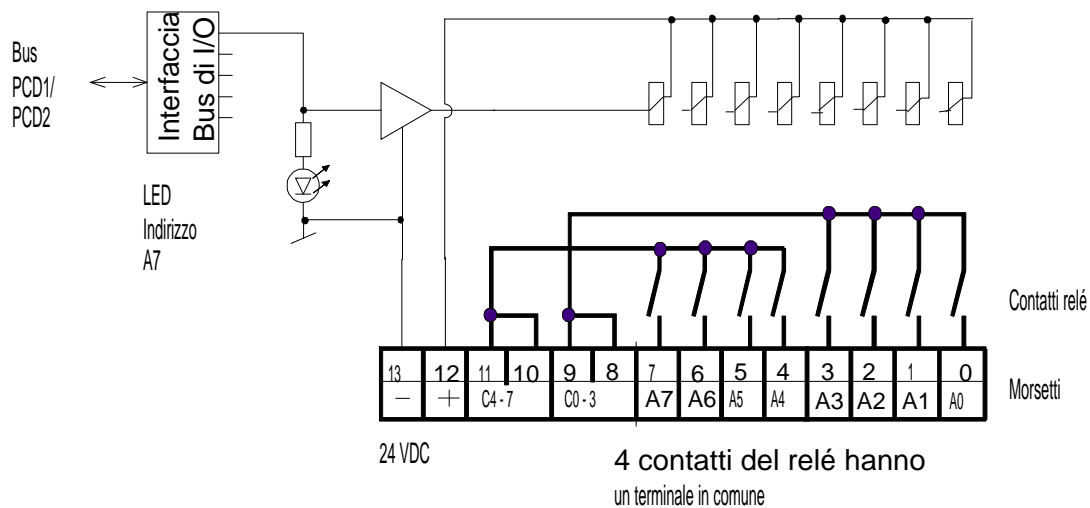 Interfaccia
Bus di I/O
Bus
PCD1/
PCD2
LED
Indirizzo
A7
Contatti relé
13 12 11 10 9 8 7 6 5 4 3 2 1 0
− + C4 - 7 C0 - 3 A7 A6 A5 A4 A3 A2 A1 A0
Morsetti
24 VDC
4 contatti del relé hanno
un terminale in comune